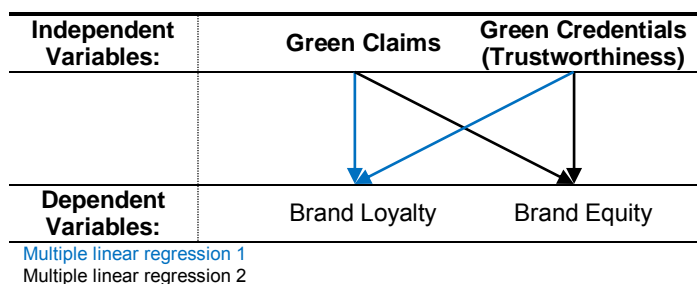 Independent Variables:
Green Claims
Green Credentials (Trustworthiness)
Dependent Variables:
Brand Loyalty
Brand Equity
Multiple linear regression 1
Multiple linear regression 2